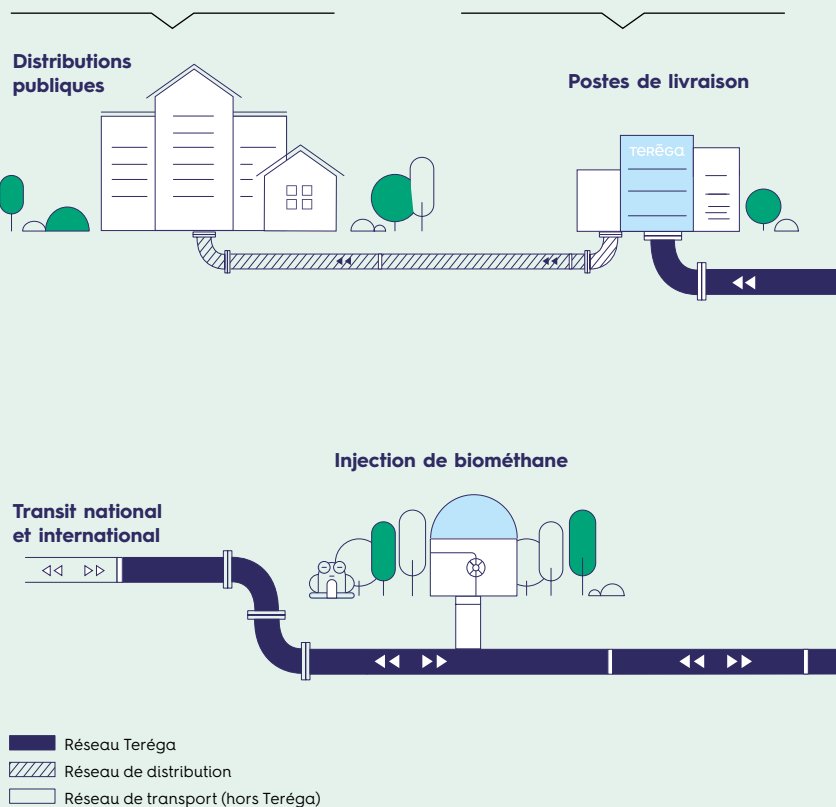 Distributions
publiques
Postes de livraison
TERĒGA
Injection de biométhane
Transit national
et international
Réseau Teréga
Réseau de distribution
Réseau de transport (hors Teréga)